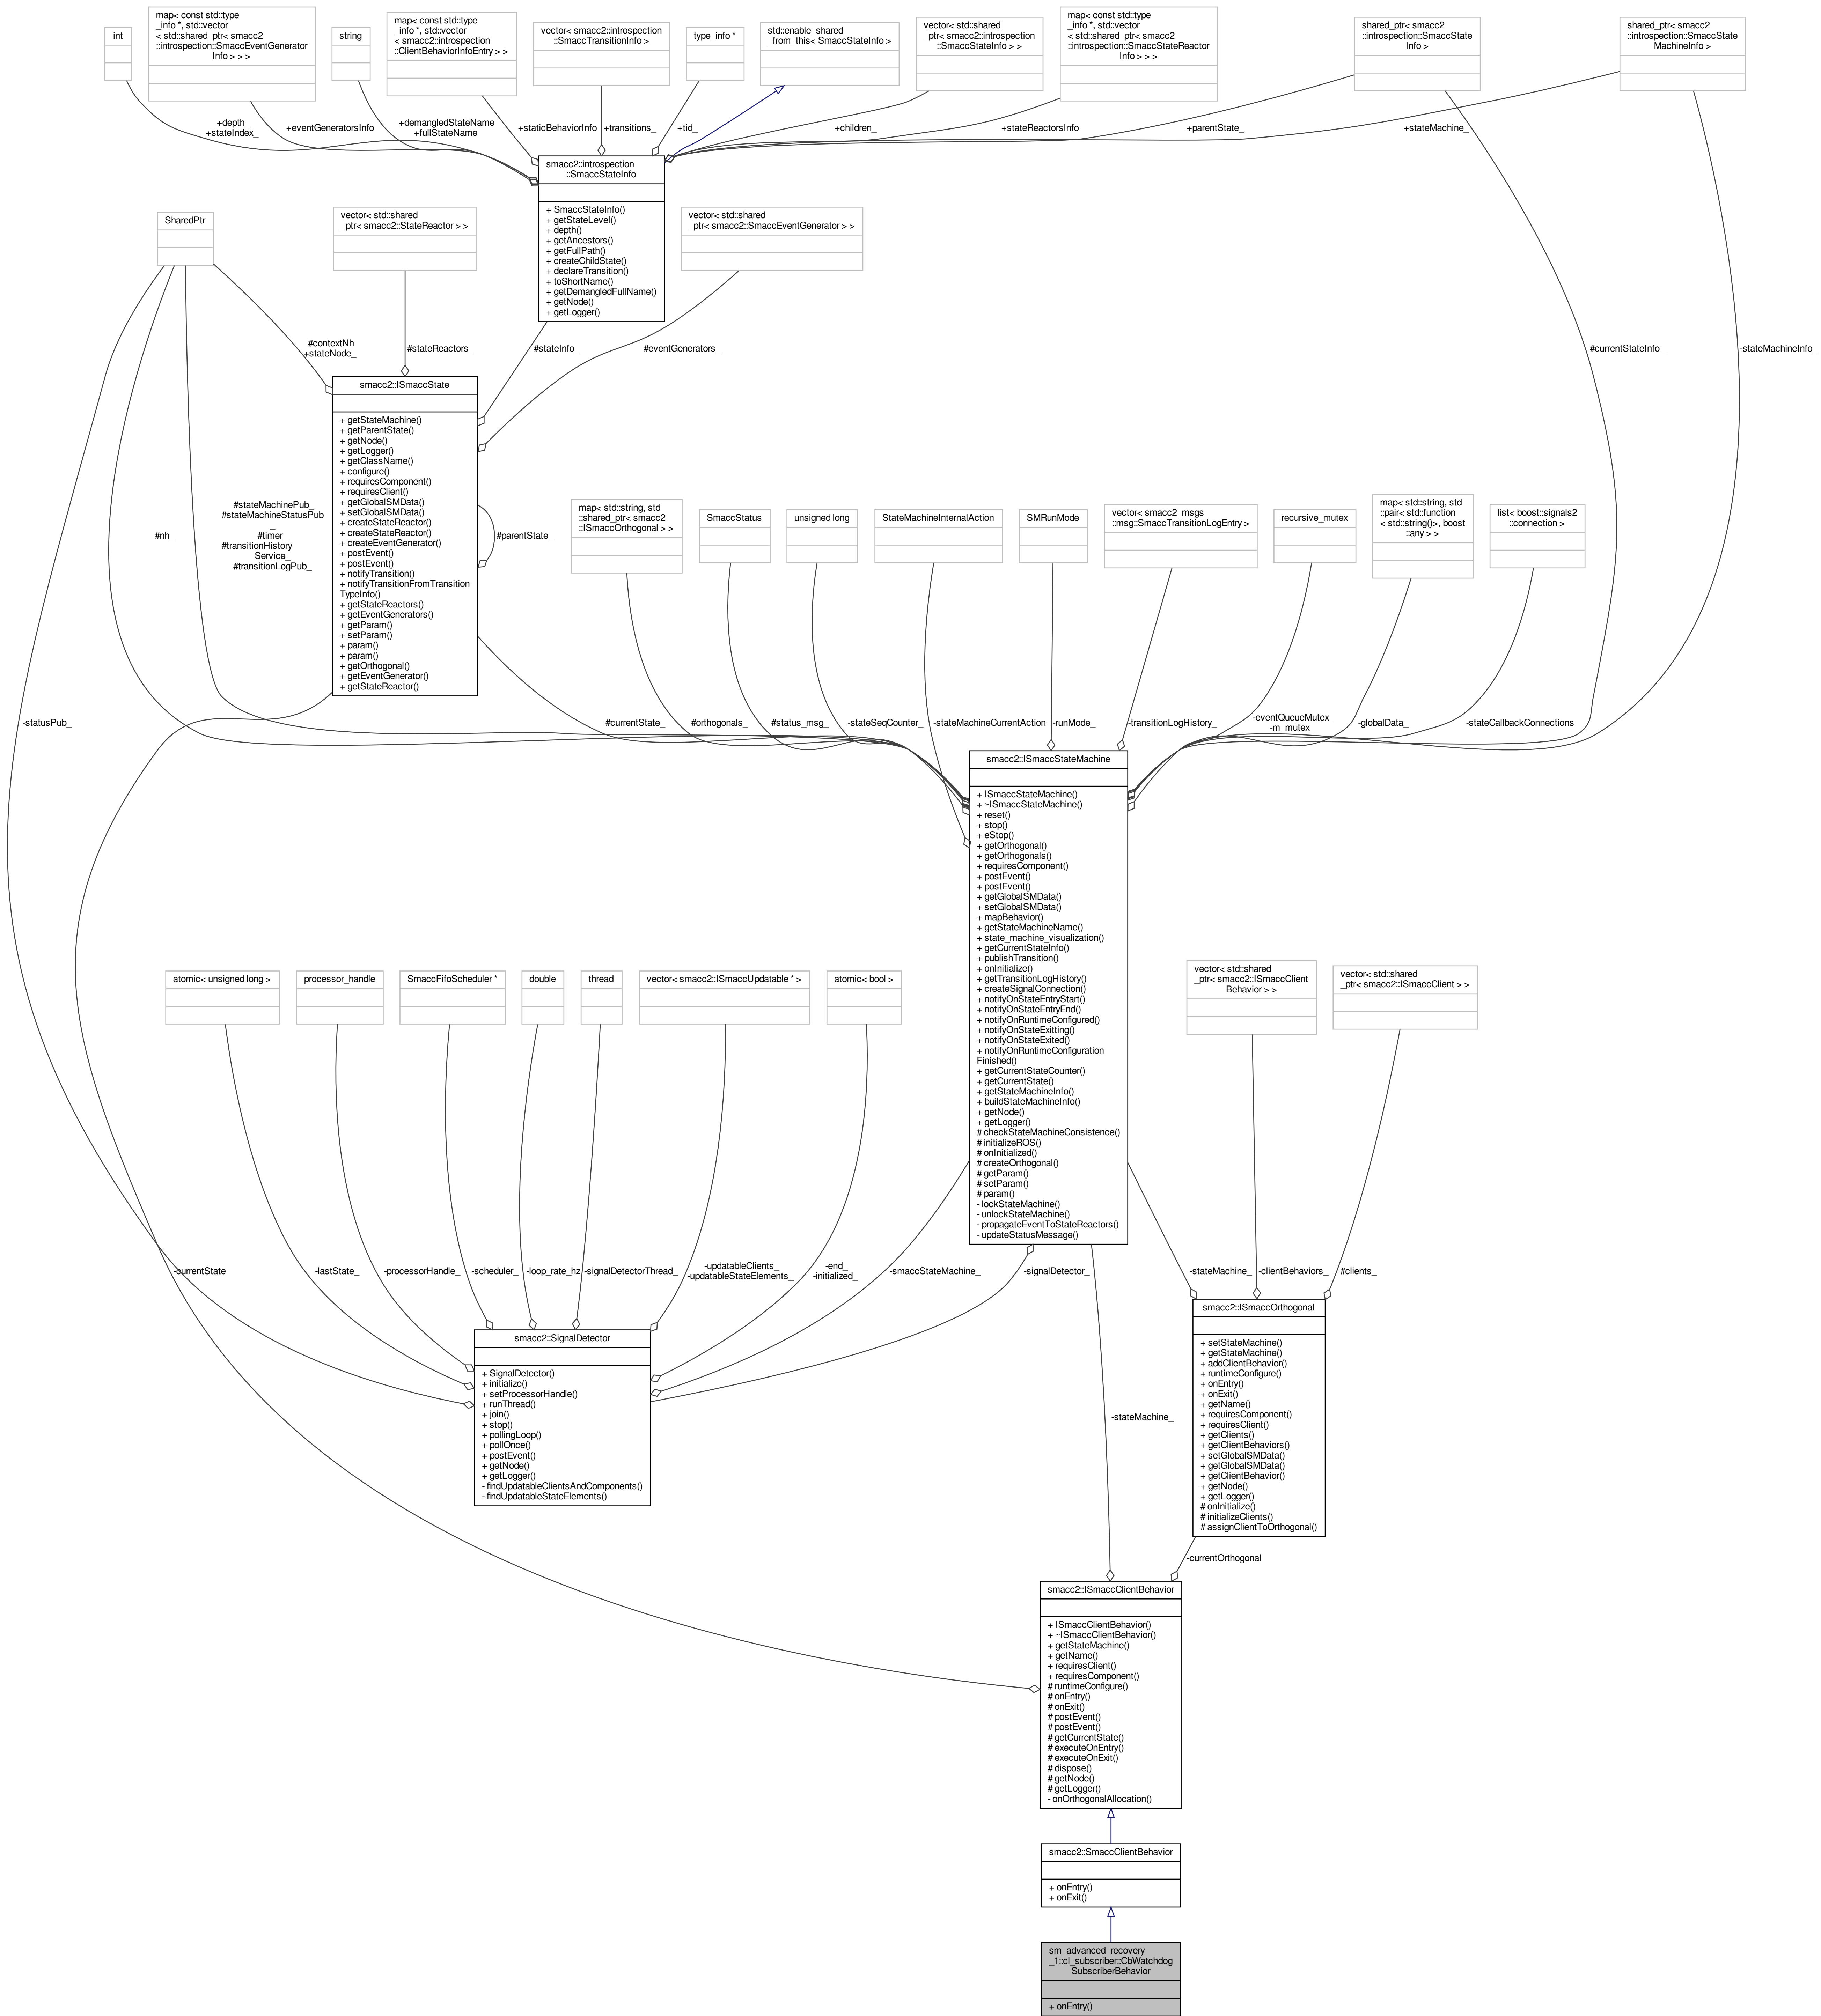 int
map< const std::type
_info *, std::vector
< std::shared_ptr< smacc2
::introspection::SmaccEventGenerator
Info > > >
string
map< const std::type
_info *, std::vector
< smacc2::introspection
::ClientBehaviorInfoEntry > >
vector< smacc2::introspection
::SmaccTransitionInfo >
type_info *
std::enable_shared
_from_this< SmaccStateInfo >
vector< std::shared
_ptr< smacc2::introspection
::SmaccStateInfo > >
map< const std::type
_info *, std::vector
< std::shared_ptr< smacc2
::introspection::SmaccStateReactor
Info > > >
shared_ptr< smacc2
::introspection::SmaccState
Info >
shared_ptr< smacc2
::introspection::SmaccState
MachineInfo >
+depth_
+stateIndex_
+eventGeneratorsInfo
+demangledStateName
+fullStateName
+staticBehaviorInfo
+transitions_
+tid_
+children_
+stateReactorsInfo
+parentState_
+stateMachine_
smacc2::introspection
::SmaccStateInfo
+ SmaccStateInfo()
+ getStateLevel()
+ depth()
+ getAncestors()
+ getFullPath()
+ createChildState()
+ declareTransition()
+ toShortName()
+ getDemangledFullName()
+ getNode()
+ getLogger()
SharedPtr
vector< std::shared
_ptr< smacc2::StateReactor > >
vector< std::shared
_ptr< smacc2::SmaccEventGenerator > >
#contextNh
+stateNode_
#stateReactors_
#stateInfo_
#eventGenerators_
#currentStateInfo_
-stateMachineInfo_
smacc2::ISmaccState
+ getStateMachine()
+ getParentState()
+ getNode()
+ getLogger()
+ getClassName()
+ configure()
+ requiresComponent()
+ requiresClient()
+ getGlobalSMData()
+ setGlobalSMData()
+ createStateReactor()
+ createStateReactor()
+ createEventGenerator()
+ postEvent()
+ postEvent()
+ notifyTransition()
+ notifyTransitionFromTransition
TypeInfo()
+ getStateReactors()
+ getEventGenerators()
+ getParam()
+ setParam()
+ param()
+ param()
+ getOrthogonal()
+ getEventGenerator()
+ getStateReactor()
#parentState_
#nh_
#stateMachinePub_
#stateMachineStatusPub
_
#timer_
#transitionHistory
Service_
#transitionLogPub_
map< std::string, std
::shared_ptr< smacc2
::ISmaccOrthogonal > >
SmaccStatus
unsigned long
StateMachineInternalAction
SMRunMode
vector< smacc2_msgs
::msg::SmaccTransitionLogEntry >
recursive_mutex
map< std::string, std
::pair< std::function
< std::string()>, boost
::any > >
list< boost::signals2
::connection >
-statusPub_
#currentState_
#orthogonals_
#status_msg_
-stateSeqCounter_
-stateMachineCurrentAction
-runMode_
-transitionLogHistory_
-eventQueueMutex_
-m_mutex_
-globalData_
-stateCallbackConnections
smacc2::ISmaccStateMachine
+ ISmaccStateMachine()
+ ~ISmaccStateMachine()
+ reset()
+ stop()
+ eStop()
+ getOrthogonal()
+ getOrthogonals()
+ requiresComponent()
+ postEvent()
+ postEvent()
+ getGlobalSMData()
+ setGlobalSMData()
+ mapBehavior()
+ getStateMachineName()
+ state_machine_visualization()
+ getCurrentStateInfo()
+ publishTransition()
+ onInitialize()
+ getTransitionLogHistory()
+ createSignalConnection()
+ notifyOnStateEntryStart()
+ notifyOnStateEntryEnd()
+ notifyOnRuntimeConfigured()
+ notifyOnStateExitting()
+ notifyOnStateExited()
+ notifyOnRuntimeConfiguration
Finished()
+ getCurrentStateCounter()
+ getCurrentState()
+ getStateMachineInfo()
+ buildStateMachineInfo()
+ getNode()
+ getLogger()
# checkStateMachineConsistence()
# initializeROS()
# onInitialized()
# createOrthogonal()
# getParam()
# setParam()
# param()
- lockStateMachine()
- unlockStateMachine()
- propagateEventToStateReactors()
- updateStatusMessage()
atomic< unsigned long >
processor_handle
SmaccFifoScheduler *
double
thread
vector< smacc2::ISmaccUpdatable * >
atomic< bool >
vector< std::shared
_ptr< smacc2::ISmaccClient
Behavior > >
vector< std::shared
_ptr< smacc2::ISmaccClient > >
-currentState
-lastState_
-processorHandle_
-scheduler_
-loop_rate_hz
-signalDetectorThread_
-updatableClients_
-updatableStateElements_
-end_
-initialized_
-smaccStateMachine_
-signalDetector_
-stateMachine_
-clientBehaviors_
#clients_
smacc2::SignalDetector
+ SignalDetector()
+ initialize()
+ setProcessorHandle()
+ runThread()
+ join()
+ stop()
+ pollingLoop()
+ pollOnce()
+ postEvent()
+ getNode()
+ getLogger()
- findUpdatableClientsAndComponents()
- findUpdatableStateElements()
smacc2::ISmaccOrthogonal
+ setStateMachine()
+ getStateMachine()
+ addClientBehavior()
+ runtimeConfigure()
+ onEntry()
+ onExit()
+ getName()
+ requiresComponent()
+ requiresClient()
+ getClients()
+ getClientBehaviors()
+ setGlobalSMData()
+ getGlobalSMData()
+ getClientBehavior()
+ getNode()
+ getLogger()
# onInitialize()
# initializeClients()
# assignClientToOrthogonal()
-stateMachine_
-currentOrthogonal
smacc2::ISmaccClientBehavior
+ ISmaccClientBehavior()
+ ~ISmaccClientBehavior()
+ getStateMachine()
+ getName()
+ requiresClient()
+ requiresComponent()
# runtimeConfigure()
# onEntry()
# onExit()
# postEvent()
# postEvent()
# getCurrentState()
# executeOnEntry()
# executeOnExit()
# dispose()
# getNode()
# getLogger()
- onOrthogonalAllocation()
smacc2::SmaccClientBehavior
+ onEntry()
+ onExit()
sm_advanced_recovery
_1::cl_subscriber::CbWatchdog
SubscriberBehavior
+ onEntry()